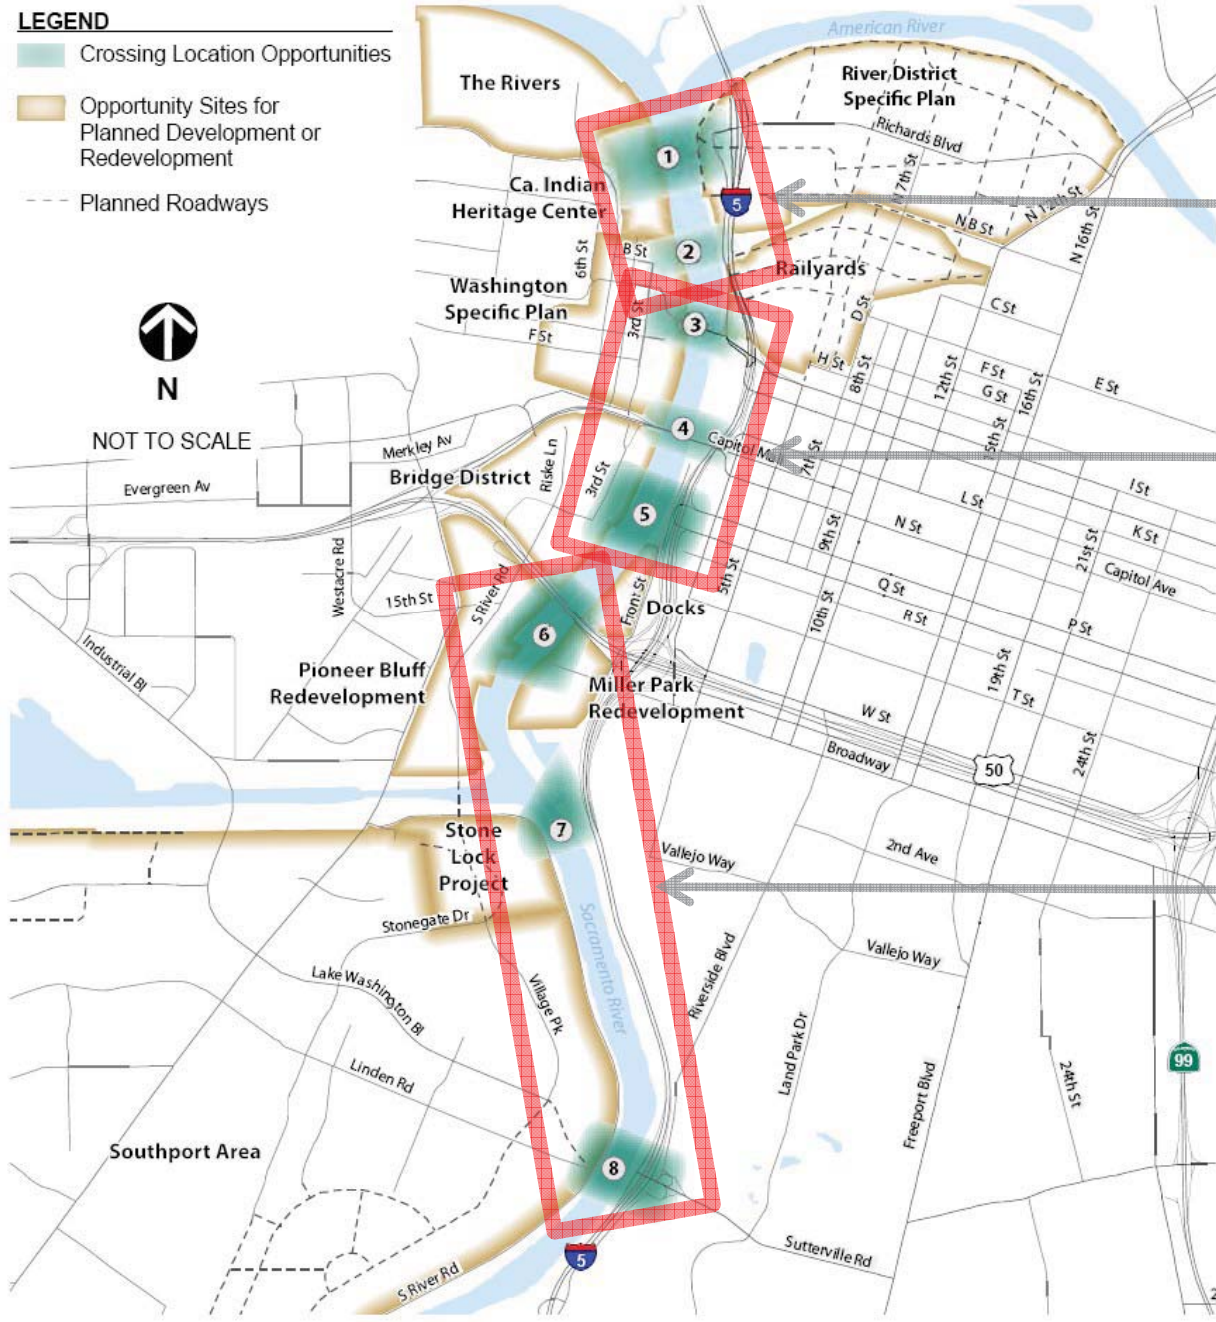 LEGEND
Crossing Location Opportunities
Opportunity Sites for
Planned Development or
Redevelopment
Planned Roadways
N
NOT TO SCALE
American River
The Rivers
River District
Specific Plan
Richards Blvd
1
Ca. Indian
Heritage Center
5
N 7th St
N 12th St
N B St
N 16th St
6th St
B St
2
Railyards
Washington
Specific Plan
F St
3rd St
3
D St
C St
H St
8th St
12th St
F St
G St
16th St
E St
4
Capitol Mall
7th St
5th St
Merkley Av
Bridge District
Riske Ln
3rd St
Evergreen Av
5
I St
L St
K St
N St
9th St
21st St
Capitol Ave
Westacre Rd
15th St
S River Rd
Front St
Docks
5th St
Q St
R St
10th St
P St
6
Industrial Bl
Pioneer Bluff
Redevelopment
Miller Park
Redevelopment
19th St
T St
W St
24th St
Broadway
50
7
Stone
Lock
Project
Vallejo Way
2nd Ave
Stonegate Dr
Sacramento River
Riverside Blvd
Vallejo Way
Lake Washington Bl
Village Pk
Linden Rd
Land Park Dr
Freeport Blvd
24th St
99
Southport Area
8
5
Sutterville Rd
S River Rd
2